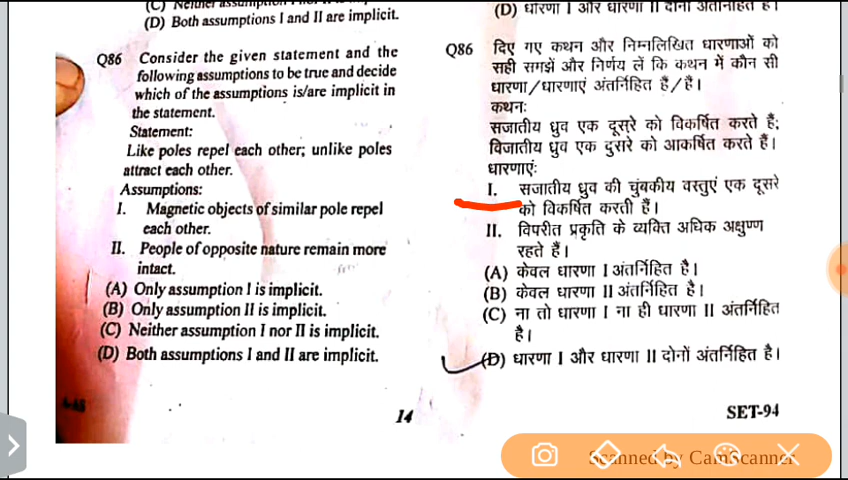 (D) Both assumptions I and II are implicit.
Q86 Consider the given statement and the
following assumptions to be true and decide
which of the assumptions is/are implicit in
the statement.
Statement:
Like poles repel each other; unlike poles
attract each other.
Assumptions:
I. Magnetic objects of similar pole repel
each other.
II. People of opposite nature remain more
intact.
(A) Only assumption I is implicit.
(B) Only assumption II is implicit.
(C) Neither assumption I nor II is implicit.
(D) Both assumptions I and II are implicit.
(D) धारणा I और धारणा II दोनों अंतर्निहित हैं।
Q86 दिए गए कथन और निम्नलिखित धारणाओं को
सही समझें और निर्णय लें कि कथन में कौन सी
धारणा/धारणाएं अंतर्निहित हैं/है।
कथन:
सजातीय ध्रुव एक दूसरे को विकर्षित करते हैं;
विजातीय ध्रुव एक दुसरे को आकर्षित करते हैं।
धारणाएं:
I. सजातीय ध्रुव की चुंबकीय वस्तुएं एक दूसरे
को विकर्षित करती हैं।
II. विपरीत प्रकृति के व्यक्ति अधिक अक्षुण्ण
रहते हैं।
(A) केवल धारणा I अंतर्निहित है।
(B) केवल धारणा II अंतर्निहित है।
(C) ना तो धारणा I ना ही धारणा II अंतर्निहित
है।
(D) धारणा I और धारणा II दोनों अंतर्निहित है।
14
SET-94
Scanned by CamScanner